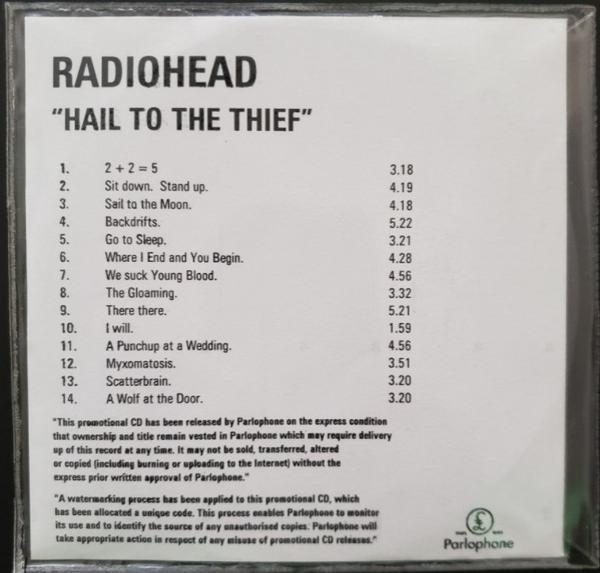 RADIOHEAD
"HAIL TO THE THIEF"
1. 2 + 2 = 5 3.18
2. Sit down. Stand up. 4.19
3. Sail to the Moon. 4.18
4. Backdrifts. 5.22
5. Go to Sleep. 3.21
6. Where I End and You Begin. 4.28
7. We suck Young Blood. 4.56
8. The Gloaming. 3.32
9. There there. 5.21
10. I will. 1.59
11. A Punchup at a Wedding. 4.56
12. Myxomatosis. 3.51
13. Scatterbrain. 3.20
14. A Wolf at the Door. 3.20
"This promotional CD has been released by Parlophone on the express condition
that ownership and title remain vested in Parlophone which may require delivery
up of this record at any time. It may not be sold, transferred, altered
or copied (including burning or uploading to the Internet) without the
express prior written approval of Parlophone."
"A watermarking process has been applied to this promotional CD, which
has been allocated a unique code. This process enables Parlophone to monitor
its use and to identify the source of any unauthorised copies. Parlophone will
take appropriate action in respect of any misuse of promotional CD releases."
£
Parlophone